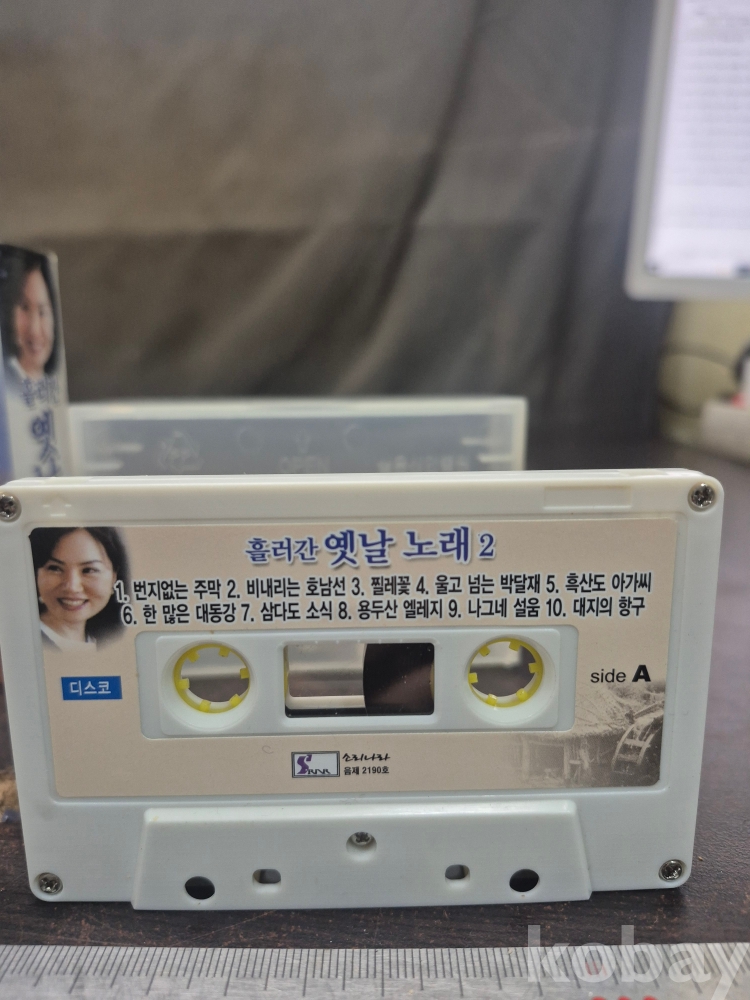 흘러간 옛날 노래 2
1. 번지없는 주막 2. 비내리는 호남선 3. 찔레꽃 4. 울고 넘는 박달재 5. 흑산도 아가씨
6. 한 많은 대동강 7. 삼다도 소식 8. 용두산 엘레지 9. 나그네 설움 10. 대지의 항구
side A
디스코
소리나라
음제 2190호
kobay